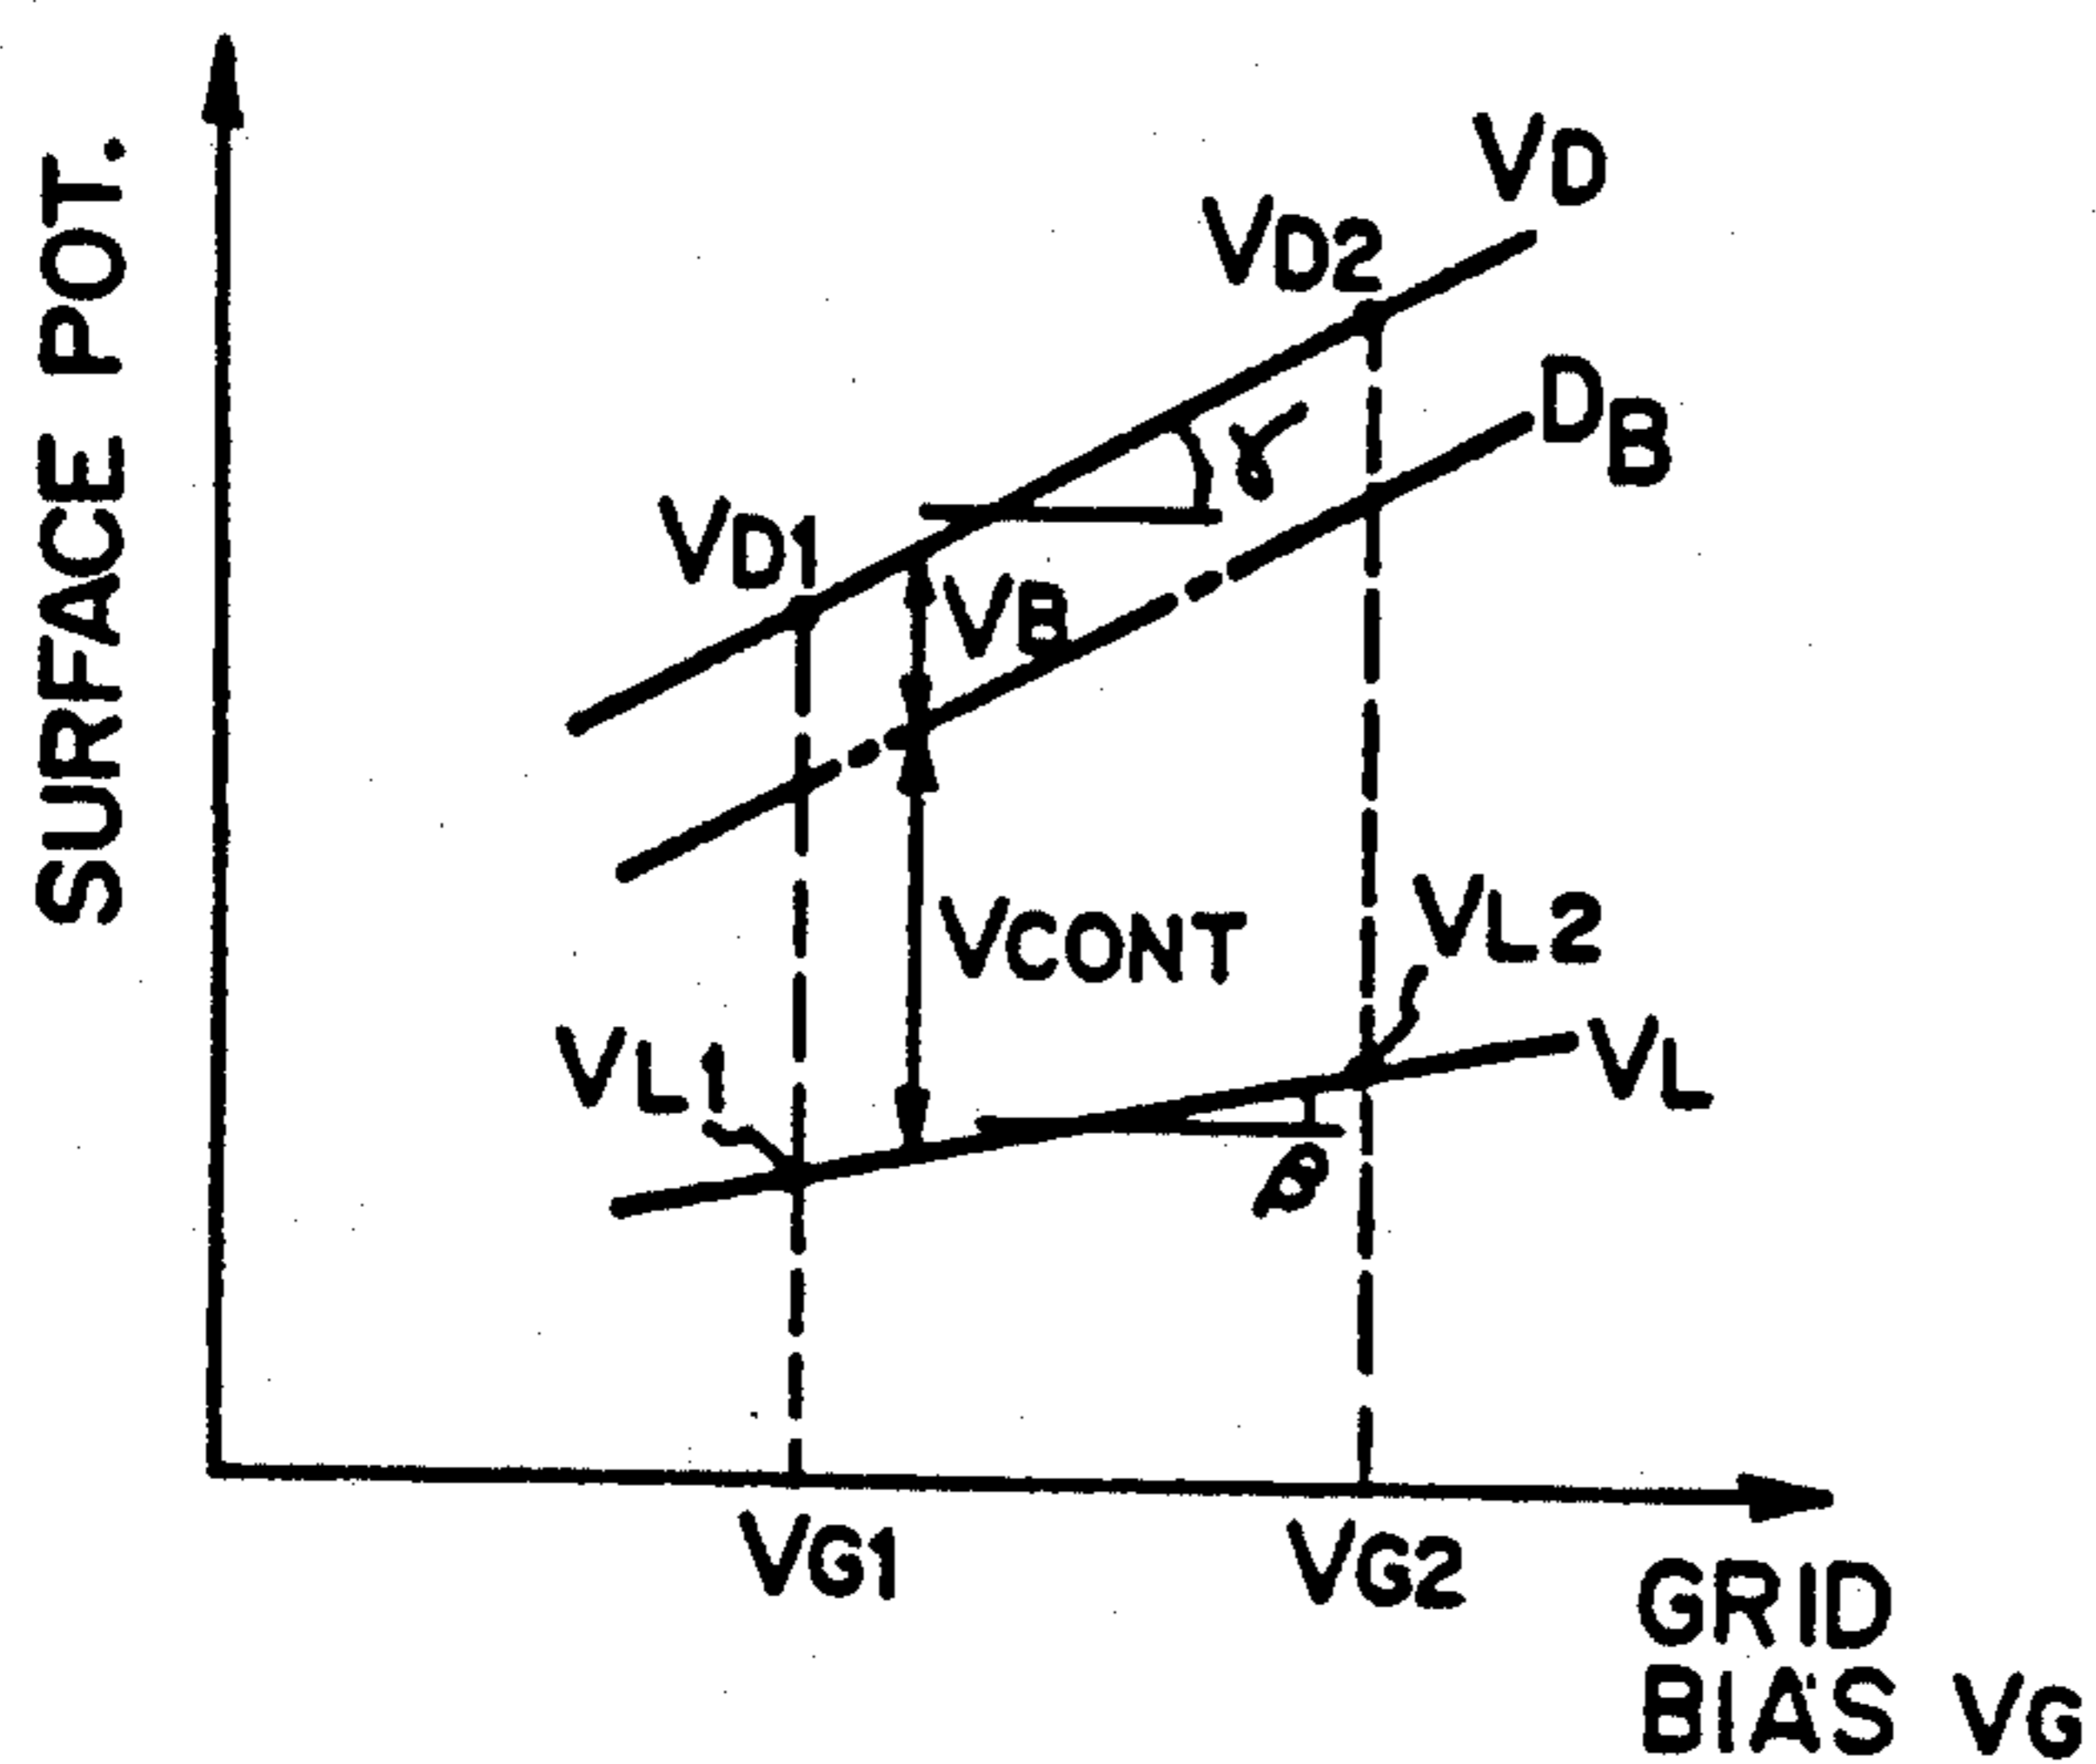 SURFACE POT.
VD
VD2
DB
VD1
γ
VB
VCONT
VL2
VL1
VL
β
VG1
VG2
GRID
BIAS VG